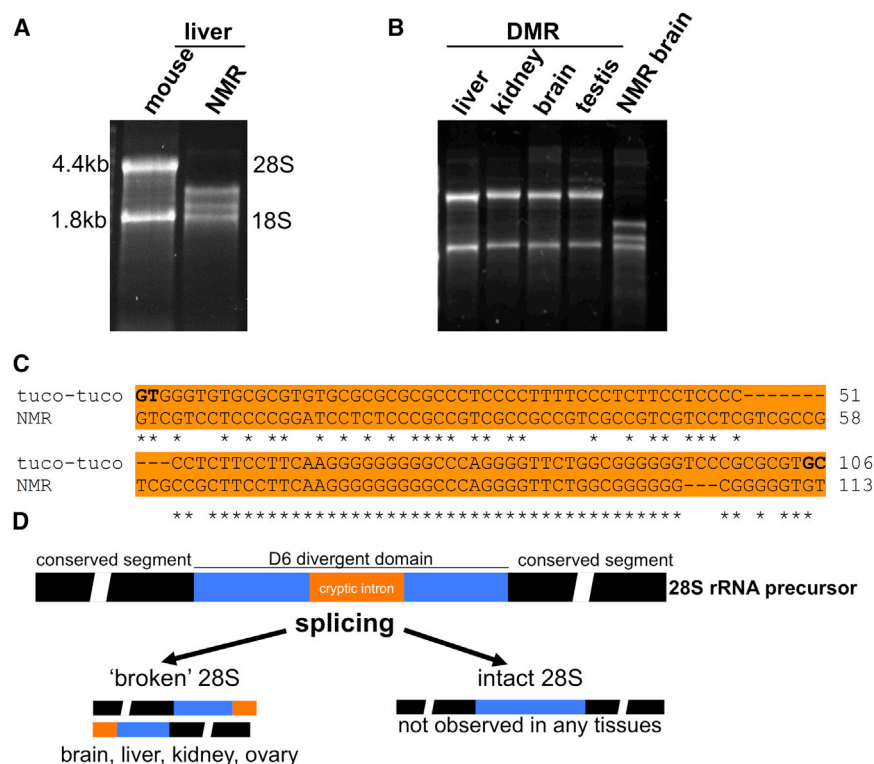 A
liver
mouse
NMR
4.4kb
28S
1.8kb
18S
B
DMR
liver
kidney
brain
testis
NMR brain
C
tuco-tuco GTGGGTGTGCGCGTGTGCGCGCGCGCCCTCCCCTTTTCCCTCTTCCTCCCC------- 51
NMR GTCGTCCTCCCCGGATCCTCTCCCGCCGTCGCCGCCGTCGCCGTCGTCCTCGTCGCCG 58
** * * * ** * * * * **** ** ** * * ** *** *
tuco-tuco ---CCTCTTCCTTCAAGGGGGGGGGCCCAGGGGTTCTGGCGGGGGGTCCCGCGCGTGC 106
NMR TCGCCGCTTCCTTCAAGGGGGGGGGCCCAGGGGTTCTGGCGGGGGG---CGGGGGTGT 113
** *************************************** ** * ***
D
conserved segment
D6 divergent domain
conserved segment
cryptic intron
28S rRNA precursor
splicing
'broken' 28S
intact 28S
not observed in any tissues
brain, liver, kidney, ovary